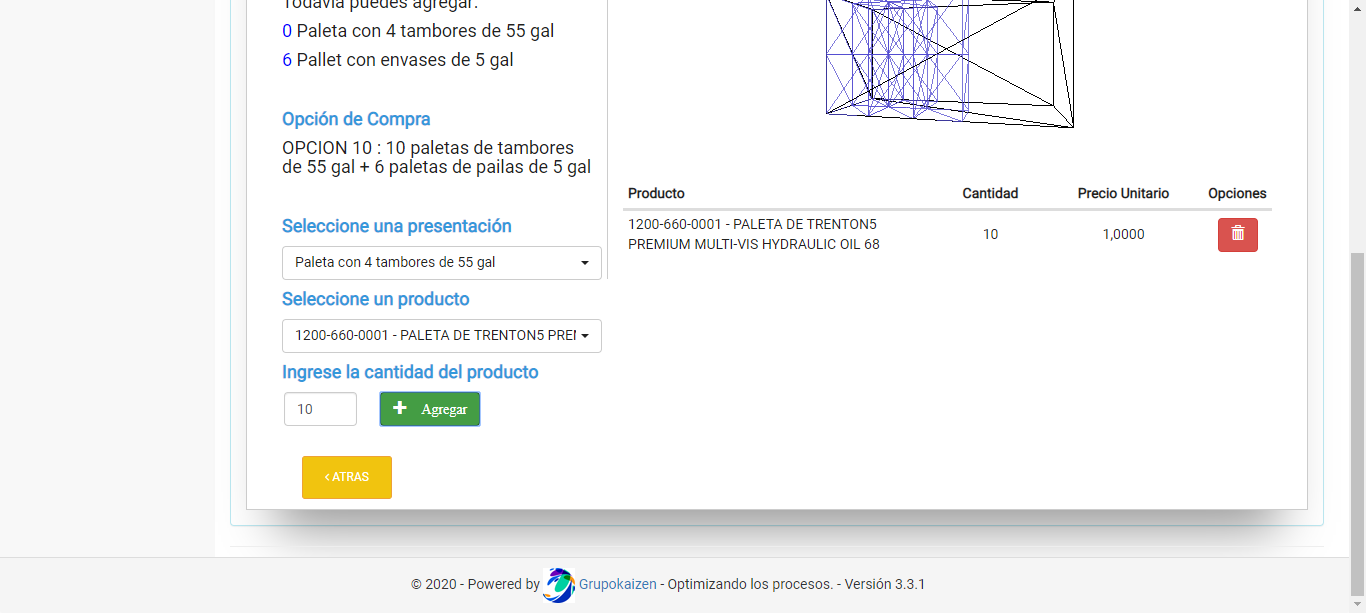 Todavía puedes agregar:
0 Paleta con 4 tambores de 55 gal
6 Pallet con envases de 5 gal
Opción de Compra
OPCION 10 : 10 paletas de tambores
de 55 gal + 6 paletas de pailas de 5 gal
Seleccione una presentación
Paleta con 4 tambores de 55 gal
Seleccione un producto
1200-660-0001 - PALETA DE TRENTON5 PREM
Ingrese la cantidad del producto
10
Agregar
ATRAS
Producto Cantidad Precio Unitario Opciones
1200-660-0001 - PALETA DE TRENTON5
PREMIUM MULTI-VIS HYDRAULIC OIL 68
10 1,0000
© 2020 - Powered by Grupokaizen - Optimizando los procesos. - Versión 3.3.1